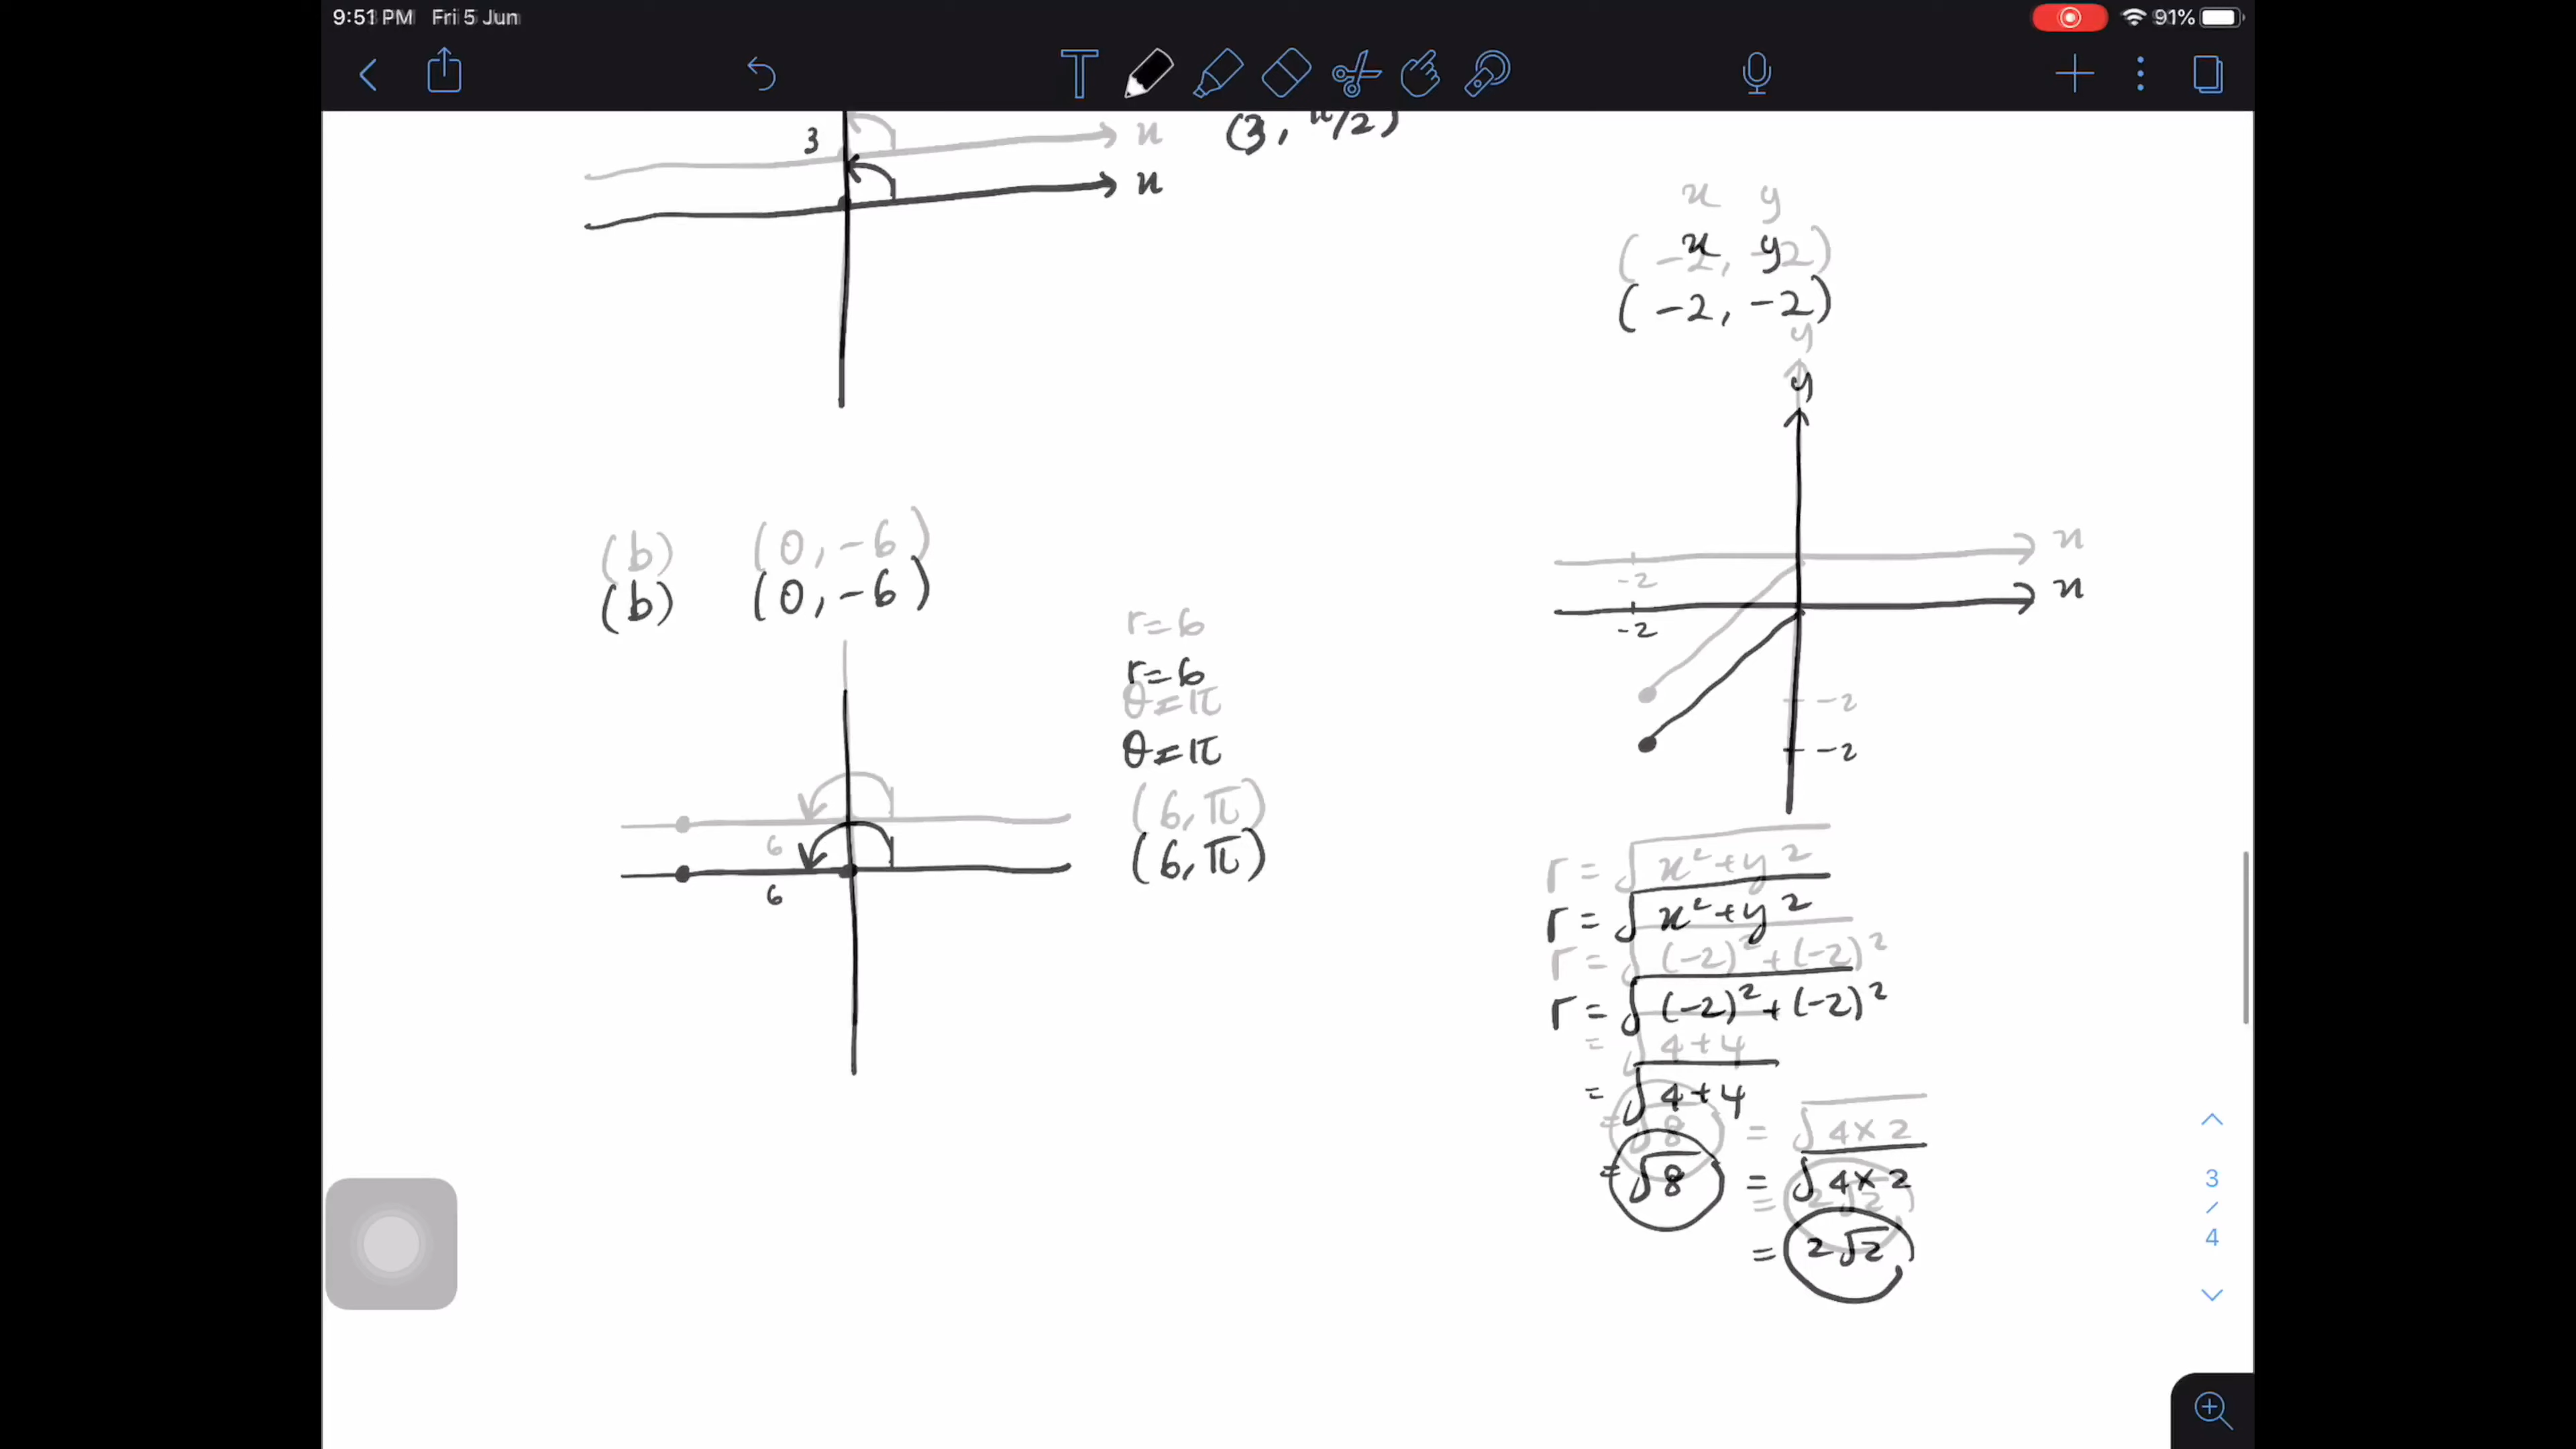 9:51 PM Fri 5 Jun
91%
3
x
(3, π/2)
(b) (0, -6)
r = 6
θ = π
(6, π)
6
x y
(-2, -2)
y
x
-2
-2
r = √x² + y²
r = √(-2)² + (-2)²
= √4 + 4
= √8 = √4 × 2
= 2√2
3
/
4